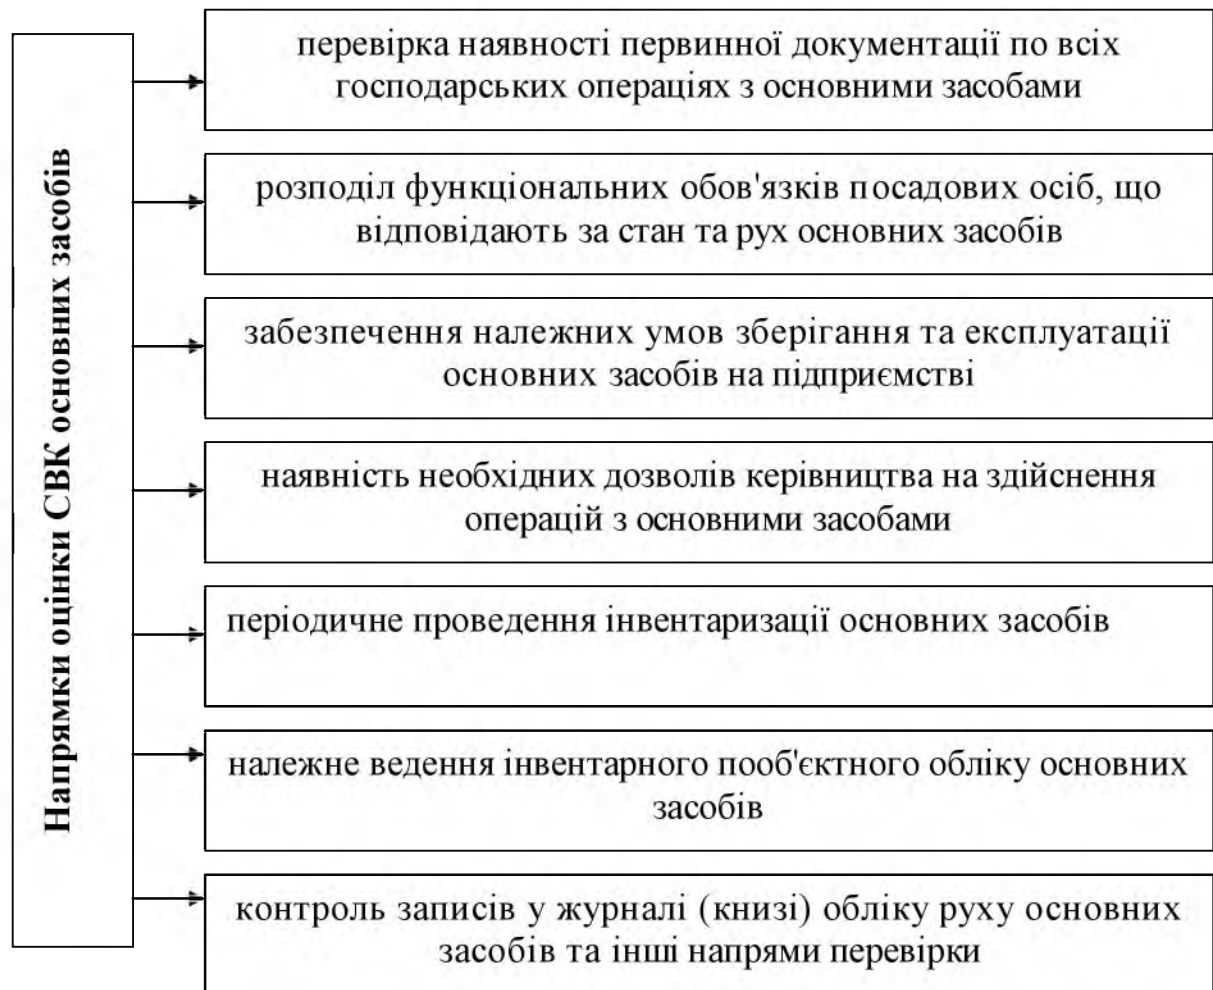 Напрямки оцінки СВК основних засобів
перевірка наявності первинної документації по всіх
господарських операціях з основними засобами
розподіл функціональних обов'язків посадових осіб, що
відповідають за стан та рух основних засобів
забезпечення належних умов зберігання та експлуатації
основних засобів на підприємстві
наявність необхідних дозволів керівництва на здійснення
операцій з основними засобами
періодичне проведення інвентаризації основних засобів
належне ведення інвентарного пооб'єктного обліку основних
засобів
контроль записів у журналі (книзі) обліку руху основних
засобів та інші напрями перевірки